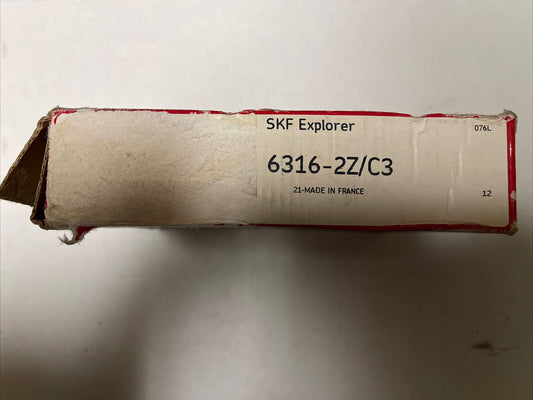 SKF Explorer
076L
6316-2Z/C3
21-MADE IN FRANCE
12